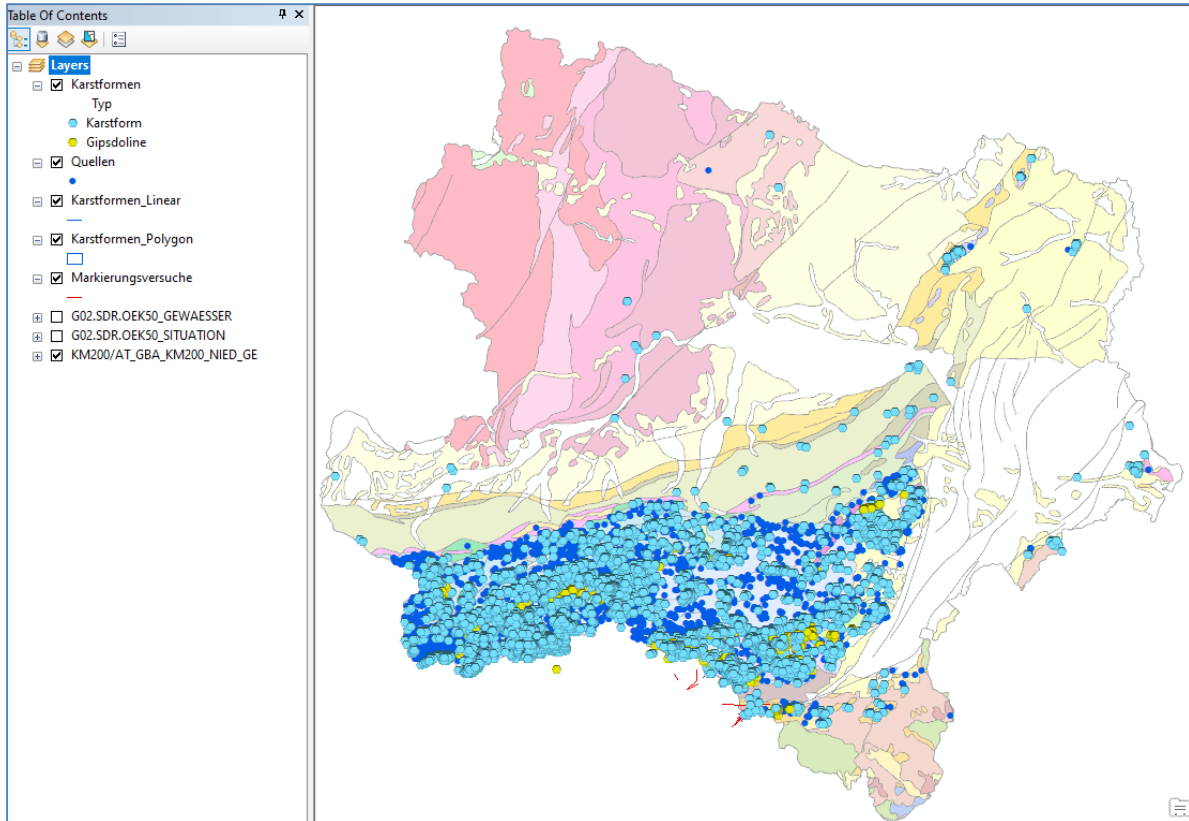 Table Of Contents
Layers
Karstformen
Typ
Karstform
Gipsdoline
Quellen
Karstformen_Linear
Karstformen_Polygon
Markierungsversuche
G02.SDR.OEK50_GEWAESSER
G02.SDR.OEK50_SITUATION
KM200/AT_GBA_KM200_NIED_GE